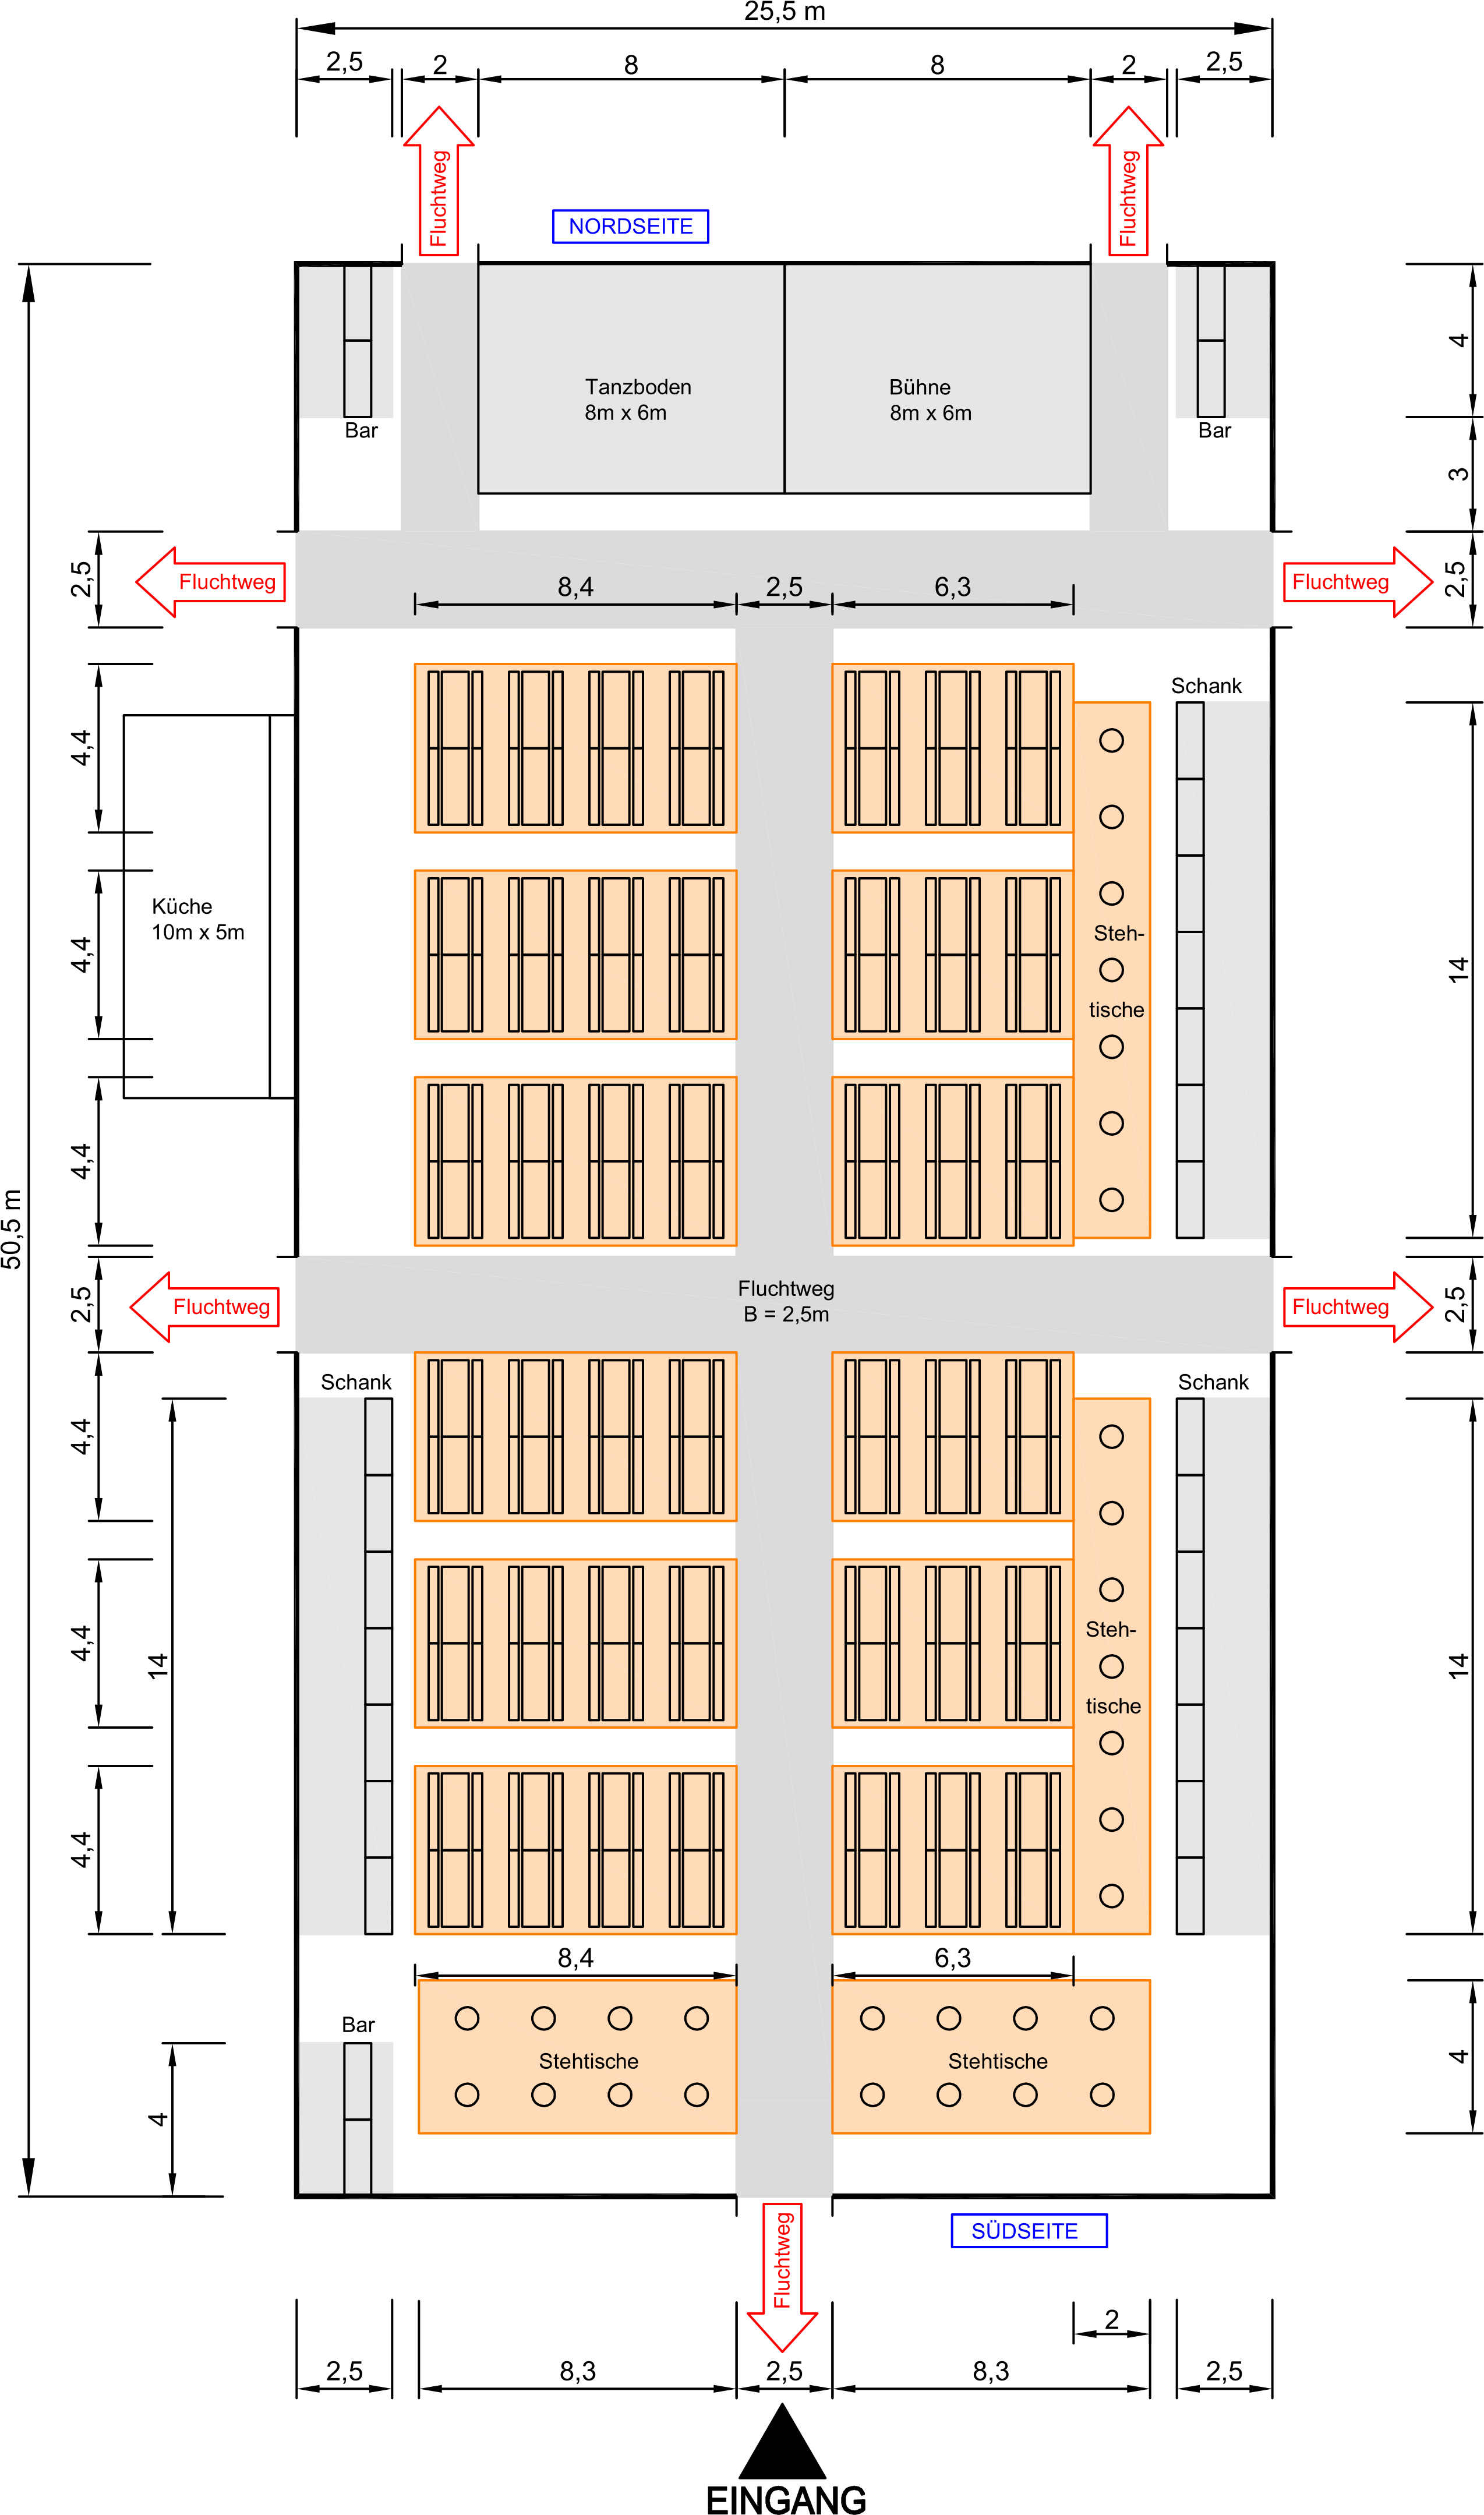 25,5 m
2,5
2
8
8
2
2,5
Fluchtweg
Fluchtweg
NORDSEITE
Tanzboden
8m x 6m
Bühne
8m x 6m
Bar
Bar
4
3
2,5
Fluchtweg
8,4
2,5
6,3
Fluchtweg
2,5
Schank
4,4
Küche
10m x 5m
4,4
Steh-
tische
14
4,4
50,5 m
2,5
Fluchtweg
Fluchtweg
B = 2,5m
Fluchtweg
2,5
Schank
Schank
4,4
4,4
14
Steh-
tische
14
4,4
8,4
6,3
Bar
Stehtische
Stehtische
4
4
Fluchtweg
SÜDSEITE
2
2,5
8,3
2,5
8,3
2,5
EINGANG